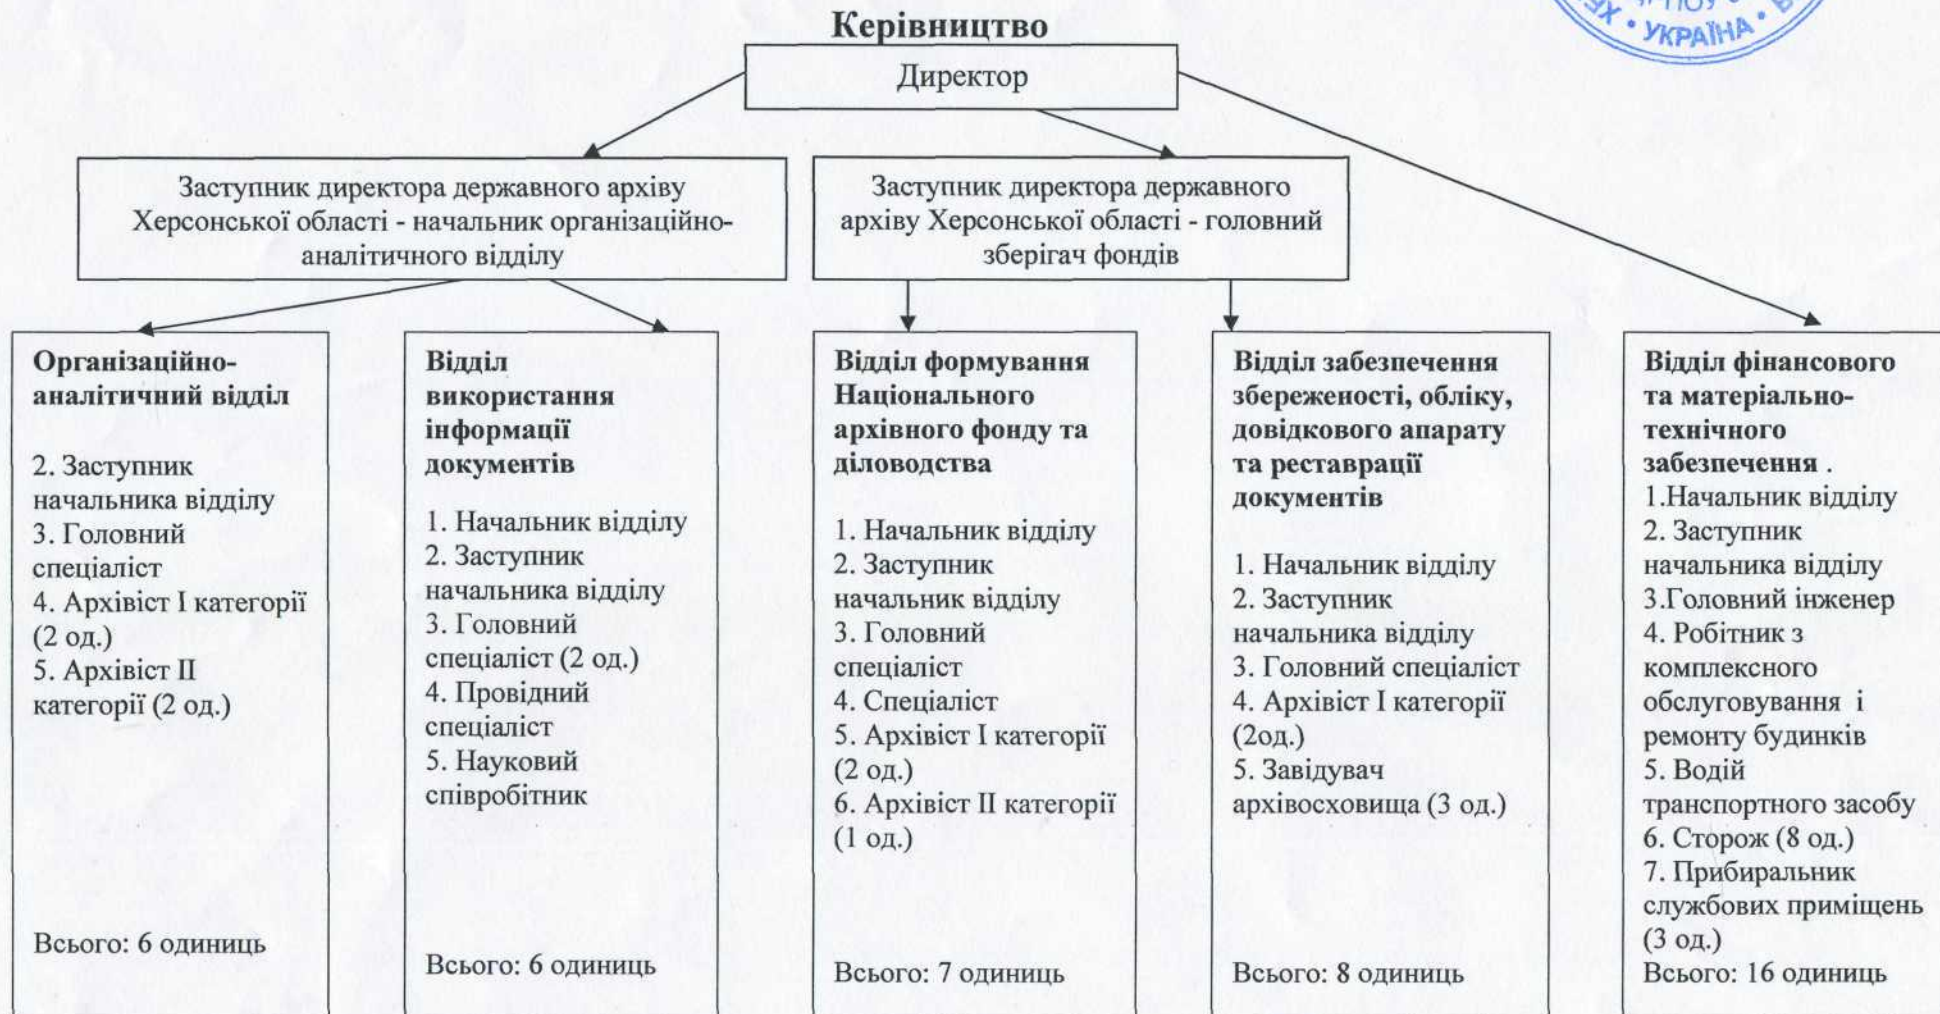 Керівництво
УКРАЇНА
Директор
Заступник директора державного архіву
Херсонської області - начальник організаційно-
аналітичного відділу
Заступник директора державного
архіву Херсонської області - головний
зберігач фондів
Організаційно-
аналітичний відділ
2. Заступник
начальника відділу
3. Головний
спеціаліст
4. Архівіст І категорії
(2 од.)
5. Архівіст ІІ
категорії (2 од.)
Всього: 6 одиниць
Відділ
використання
інформації
документів
1. Начальник відділу
2. Заступник
начальника відділу
3. Головний
спеціаліст (2 од.)
4. Провідний
спеціаліст
5. Науковий
співробітник
Всього: 6 одиниць
Відділ формування
Національного
архівного фонду та
діловодства
1. Начальник відділу
2. Заступник
начальник відділу
3. Головний
спеціаліст
4. Спеціаліст
5. Архівіст І категорії
(2 од.)
6. Архівіст ІІ категорії
(1 од.)
Всього: 7 одиниць
Відділ забезпечення
збереженості, обліку,
довідкового апарату
та реставрації
документів
1. Начальник відділу
2. Заступник
начальника відділу
3. Головний спеціаліст
4. Архівіст І категорії
(2од.)
5. Завідувач
архівосховища (3 од.)
Всього: 8 одиниць
Відділ фінансового
та матеріально-
технічного
забезпечення .
1.Начальник відділу
2. Заступник
начальника відділу
3.Головний інженер
4. Робітник з
комплексного
обслуговування і
ремонту будинків
5. Водій
транспортного засобу
6. Сторож (8 од.)
7. Прибиральник
службових приміщень
(3 од.)
Всього: 16 одиниць